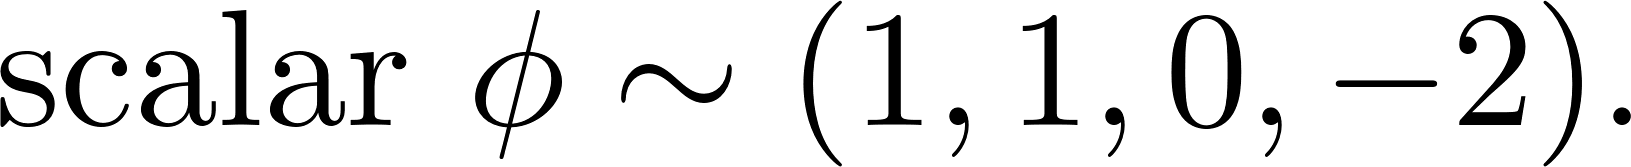 scalar ϕ ∼ (1, 1, 0, −2).